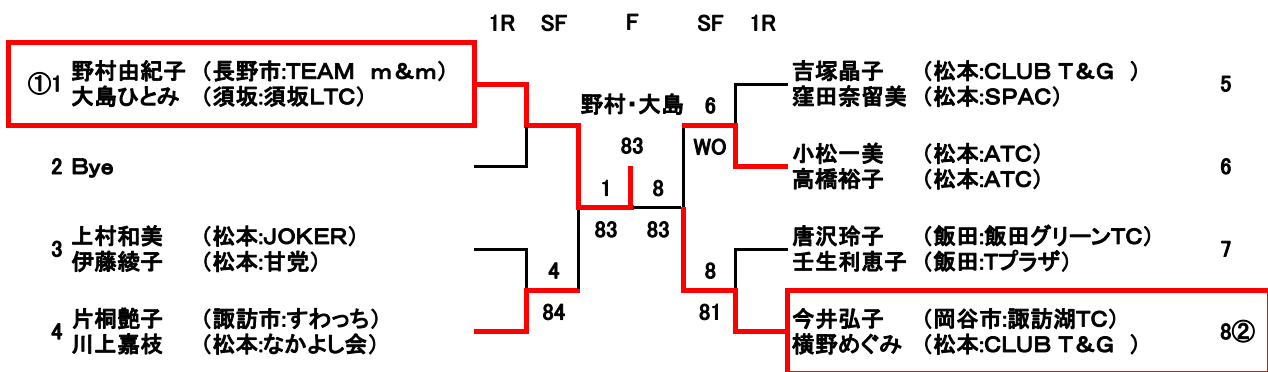 1R SF F SF 1R
①1 野村由紀子 (長野市:TEAM m&m)
大島ひとみ (須坂:須坂LTC)
2 Bye
3 上村和美 (松本:JOKER)
伊藤綾子 (松本:甘党)
4 片桐艶子 (諏訪市:すわっち)
川上嘉枝 (松本:なかよし会)
4
84
野村・大島
83
1
83
8
83
6
WO
8
81
吉塚晶子 (松本:CLUB T&G ) 5
窪田奈留美 (松本:SPAC)
小松一美 (松本:ATC) 6
高橋裕子 (松本:ATC)
唐沢玲子 (飯田:飯田グリーンTC) 7
壬生利恵子 (飯田:Tプラザ)
今井弘子 (岡谷市:諏訪湖TC) 8②
横野めぐみ (松本:CLUB T&G )